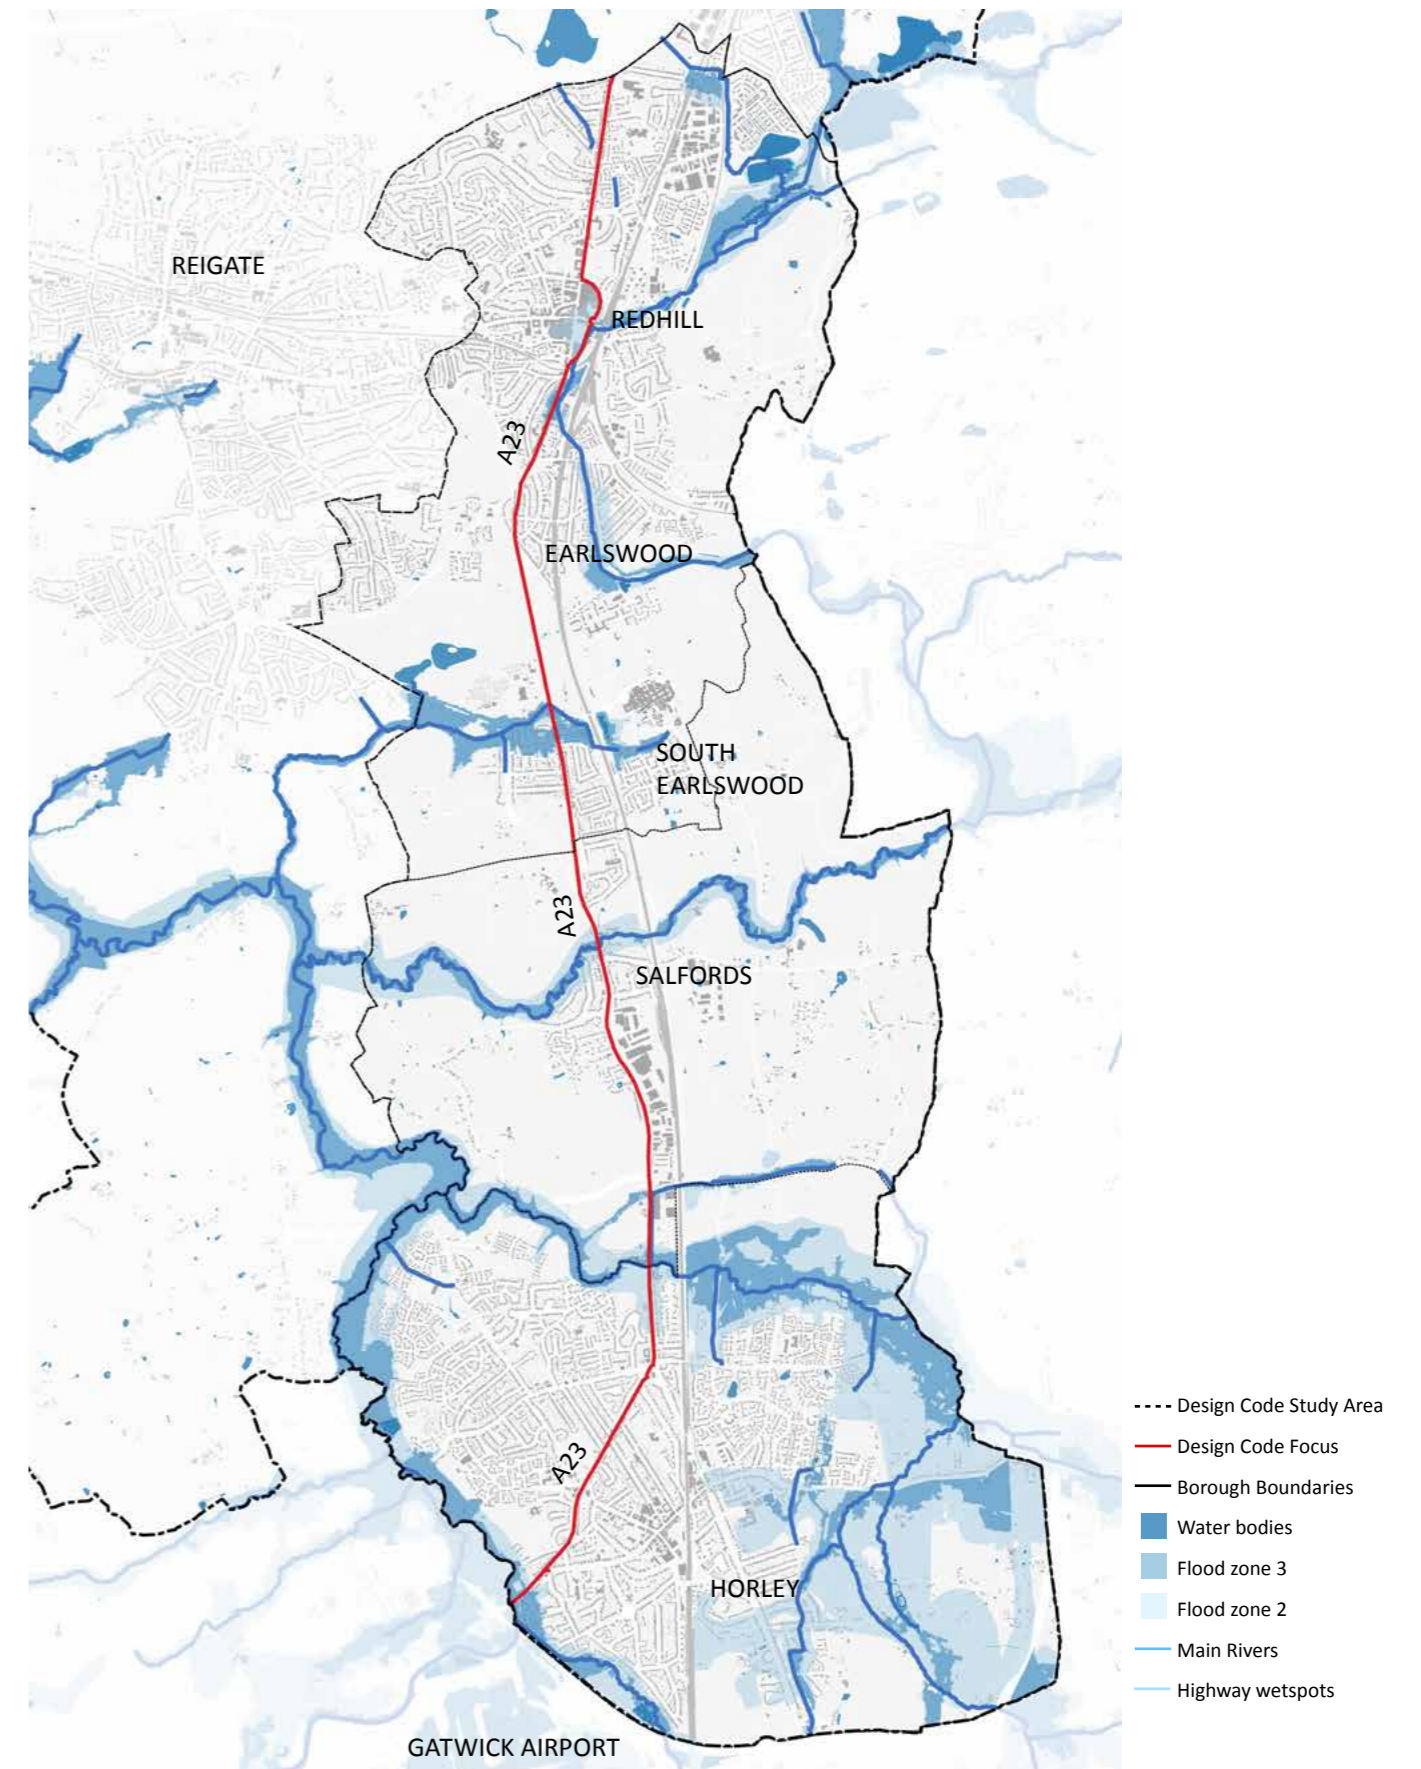 REIGATE
REDHILL
A23
EARLSWOOD
SOUTH
EARLSWOOD
A23
SALFORDS
A23
HORLEY
GATWICK AIRPORT
Design Code Study Area
Design Code Focus
Borough Boundaries
Water bodies
Flood zone 3
Flood zone 2
Main Rivers
Highway wetspots